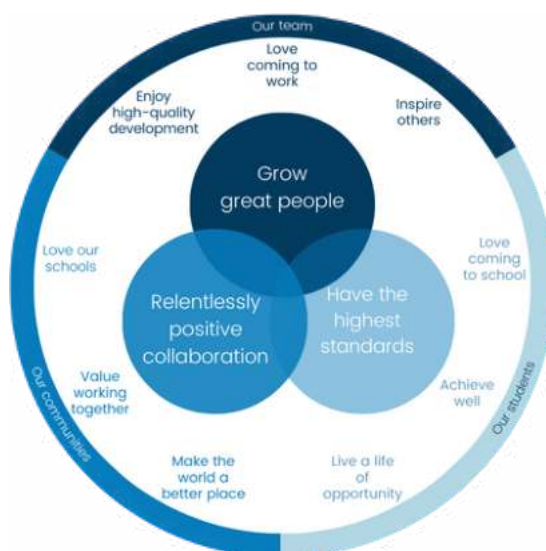 Our team
Love
coming to
work
Enjoy
high-quality
development
Inspire
others
Grow
great people
Love our
schools
Love
coming
to school
Relentlessly
positive
collaboration
Have the
highest
standards
Value
working
together
Achieve
well
Our communities
Our students
Make the
world a
better place
Live a life
of
opportunity